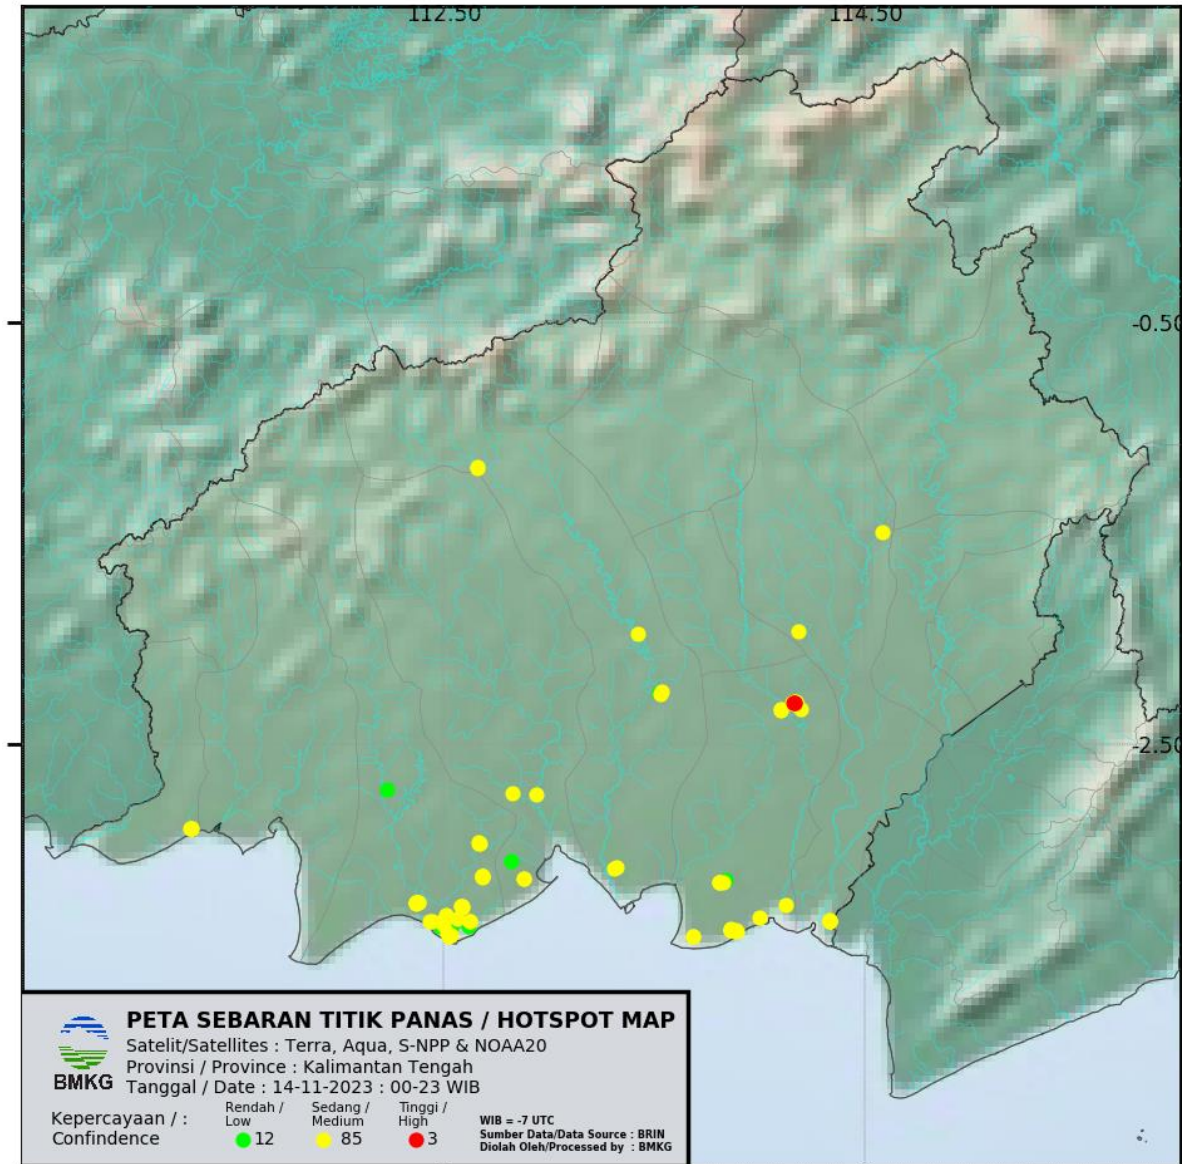 112.50 114.50
-0.50
-2.50
PETA SEBARAN TITIK PANAS / HOTSPOT MAP
Satelit/Satellites : Terra, Aqua, S-NPP & NOAA20
Provinsi / Province : Kalimantan Tengah
Tanggal / Date : 14-11-2023 : 00-23 WIB
BMKG
Kepercayaan / :
Confindence
Rendah /
Low
12
Sedang /
Medium
85
Tinggi /
High
3
WIB = -7 UTC
Sumber Data/Data Source : BRIN
Diolah Oleh/Processed by : BMKG